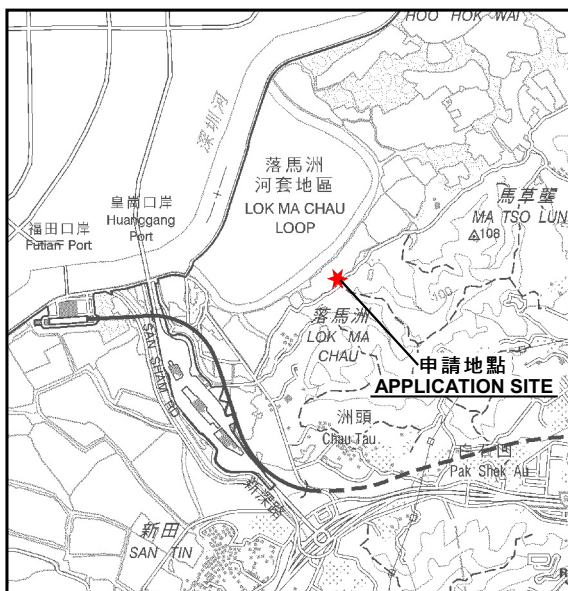 HOO HOK WAI
深圳河
落馬洲
河套地區
LOK MA CHAU
LOOP
皇崗口岸
Huanggang
Port
福田口岸
Futian Port
馬草壟
MA TSO LUNG
108
100
落馬洲
LOK MA
CHAU
申請地點
APPLICATION SITE
SAN SHAM RD
新深路
洲頭
Chau Tau
白石凹
Pak Shek Au
新田
SAN TIN